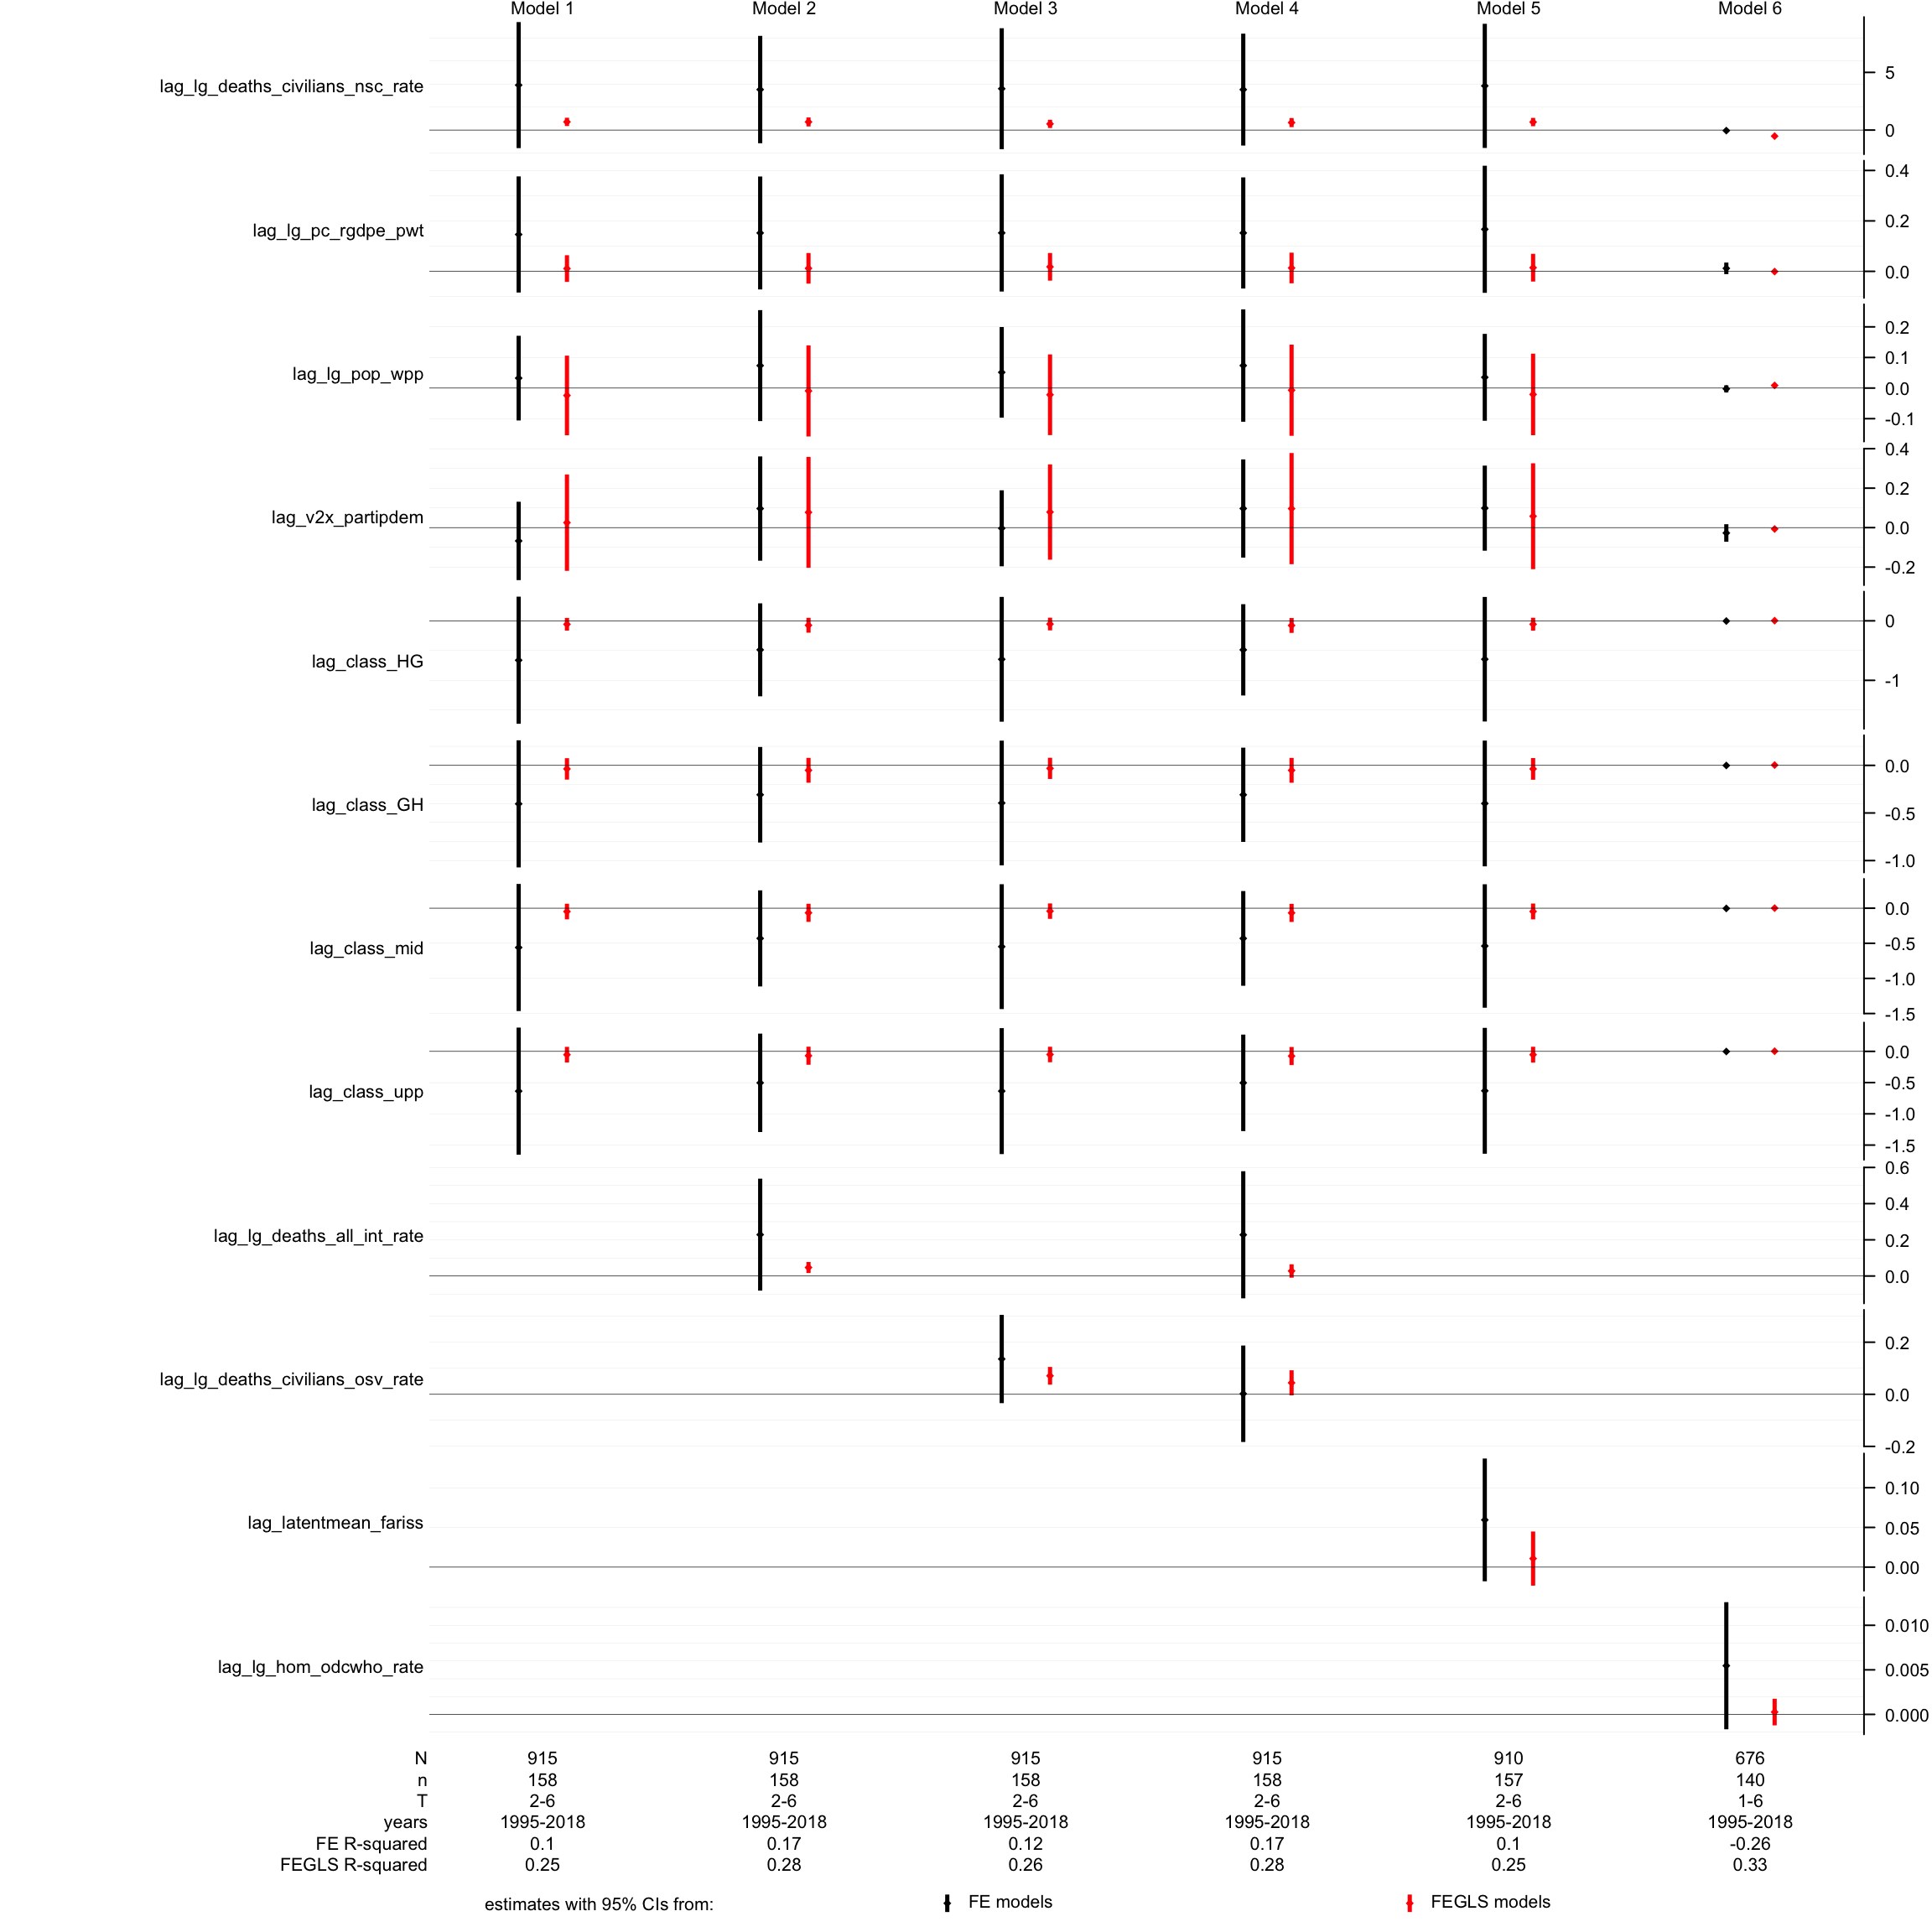 Model 1 Model 2 Model 3 Model 4 Model 5 Model 6
lag_lg_deaths_civilians_nsc_rate
5
0
lag_lg_pc_rgdpe_pwt
0.4
0.2
0.0
lag_lg_pop_wpp
0.2
0.1
0.0
-0.1
lag_v2x_partipdem
0.4
0.2
0.0
-0.2
lag_class_HG
0
-1
lag_class_GH
0.0
-0.5
-1.0
lag_class_mid
0.0
-0.5
-1.0
-1.5
lag_class_upp
0.0
-0.5
-1.0
-1.5
lag_lg_deaths_all_int_rate
0.6
0.4
0.2
0.0
lag_lg_deaths_civilians_osv_rate
0.2
0.0
-0.2
lag_latentmean_fariss
0.10
0.05
0.00
lag_lg_hom_odcwho_rate
0.010
0.005
0.000
N 915 915 915 915 910 676
n 158 158 158 158 157 140
T 2-6 2-6 2-6 2-6 2-6 1-6
years 1995-2018 1995-2018 1995-2018 1995-2018 1995-2018 1995-2018
FE R-squared 0.1 0.17 0.12 0.17 0.1 -0.26
FEGLS R-squared 0.25 0.28 0.26 0.28 0.25 0.33
estimates with 95% CIs from: FE models FEGLS models